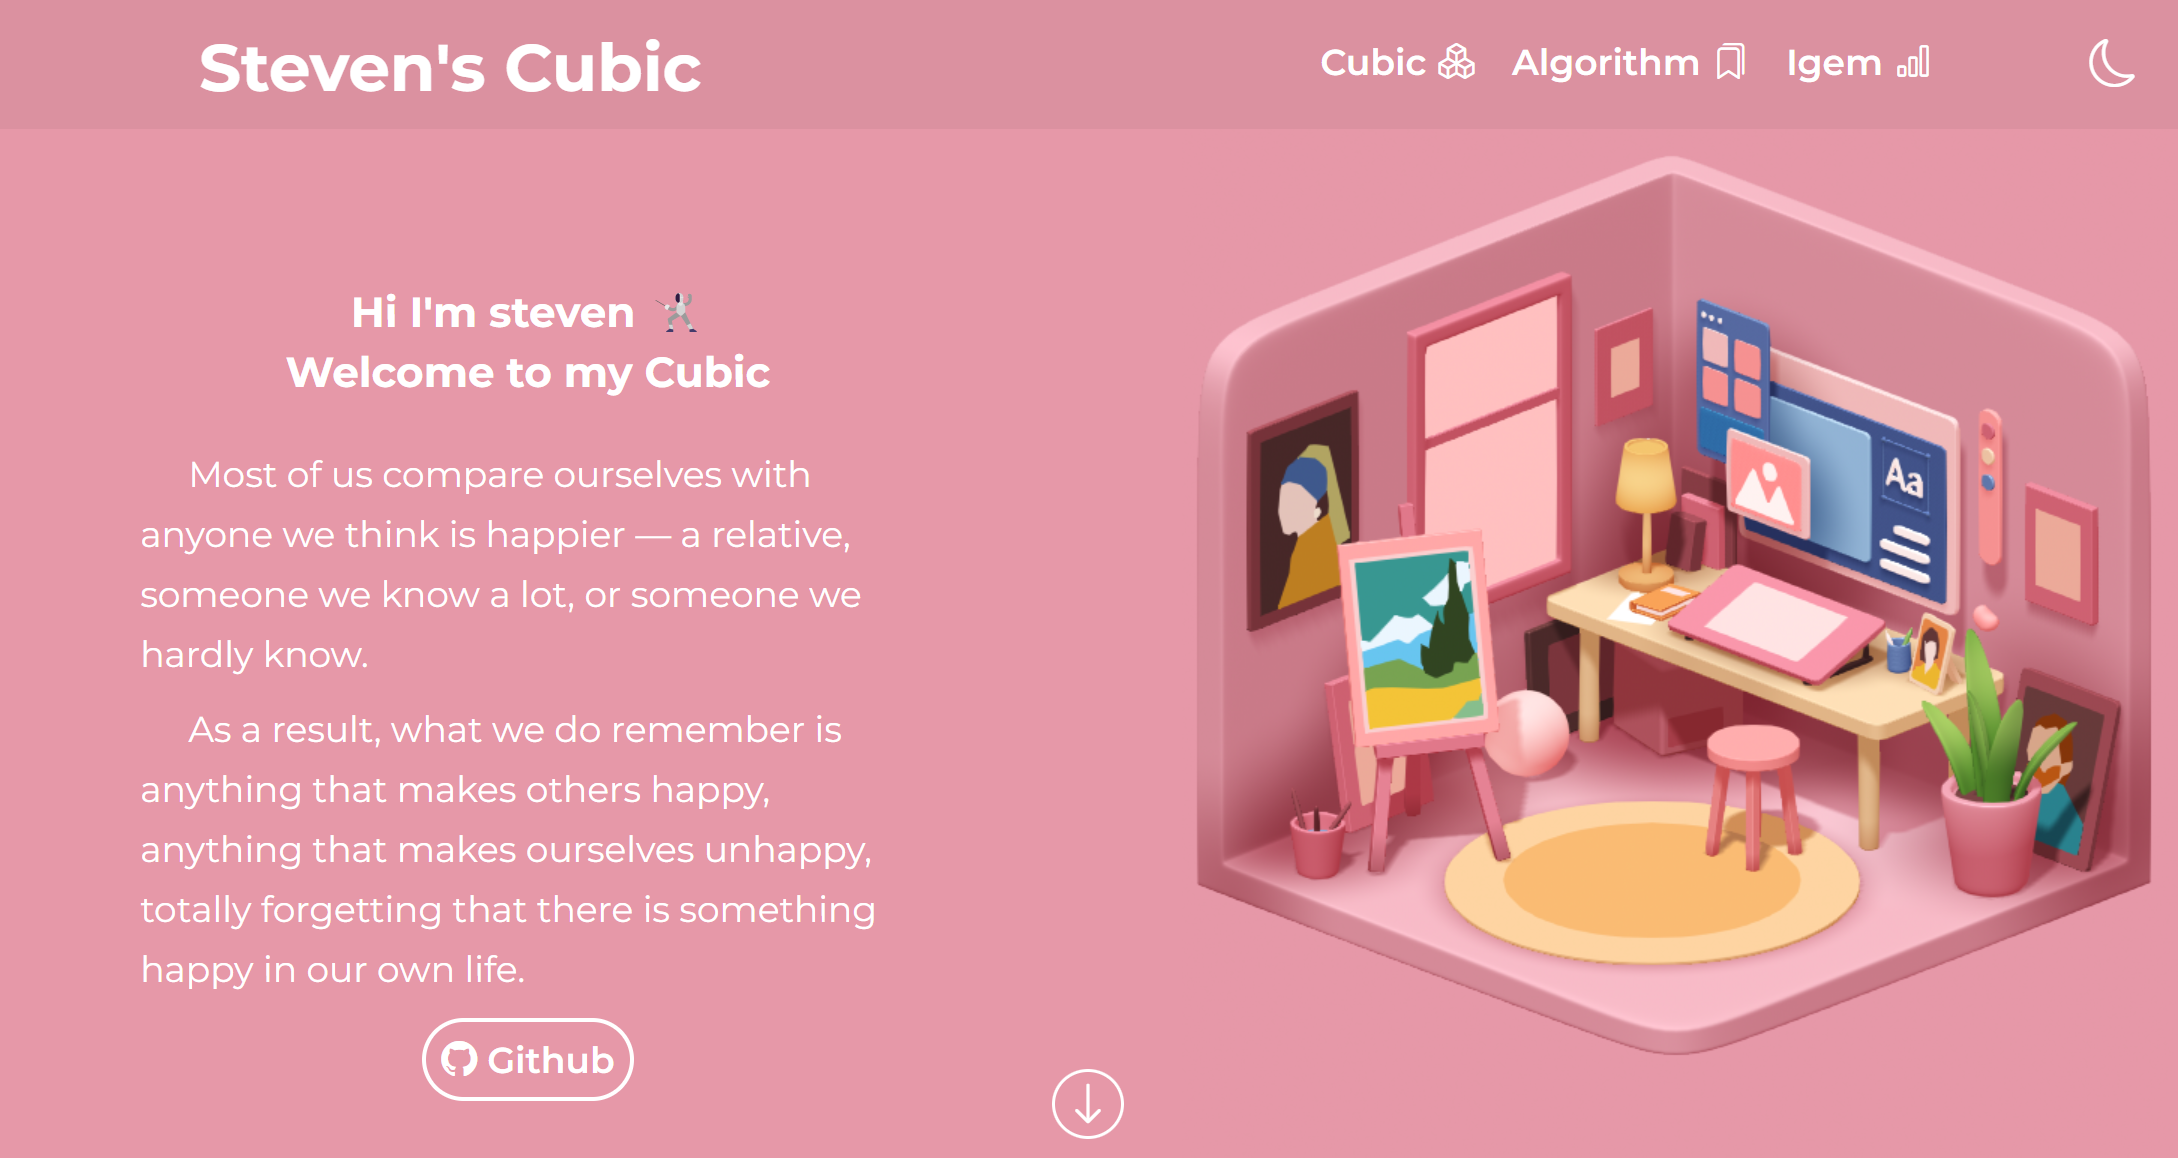 Steven's Cubic
Cubic Algorithm Igem
Hi I'm steven
Welcome to my Cubic
Most of us compare ourselves with
anyone we think is happier — a relative,
someone we know a lot, or someone we
hardly know.
As a result, what we do remember is
anything that makes others happy,
anything that makes ourselves unhappy,
totally forgetting that there is something
happy in our own life.
Github
Aa